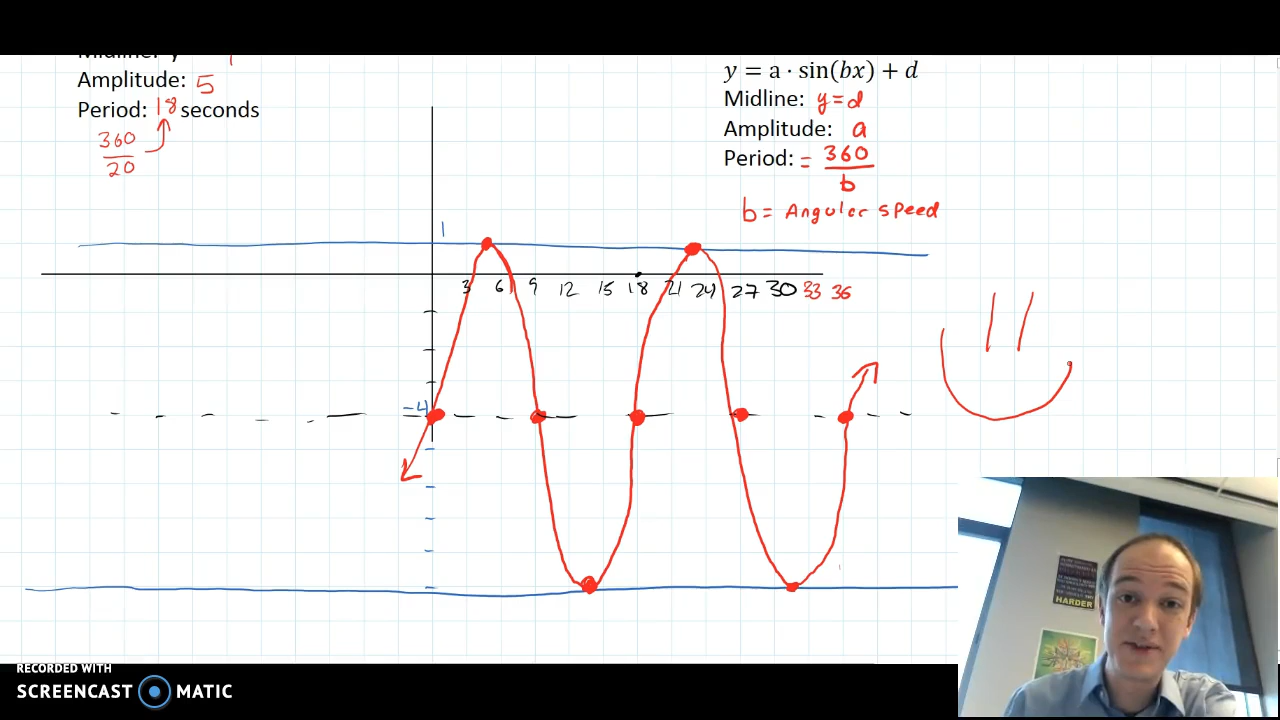 Amplitude: 5
Period: 18 seconds
360
20
y = a · sin(bx) + d
Midline: y = d
Amplitude: a
Period: = 360
b
b = Angular speed
1
3 6 9 12 15 18 21 24 27 30 33 36
-4
HARDER
RECORDED WITH
SCREENCAST MATIC